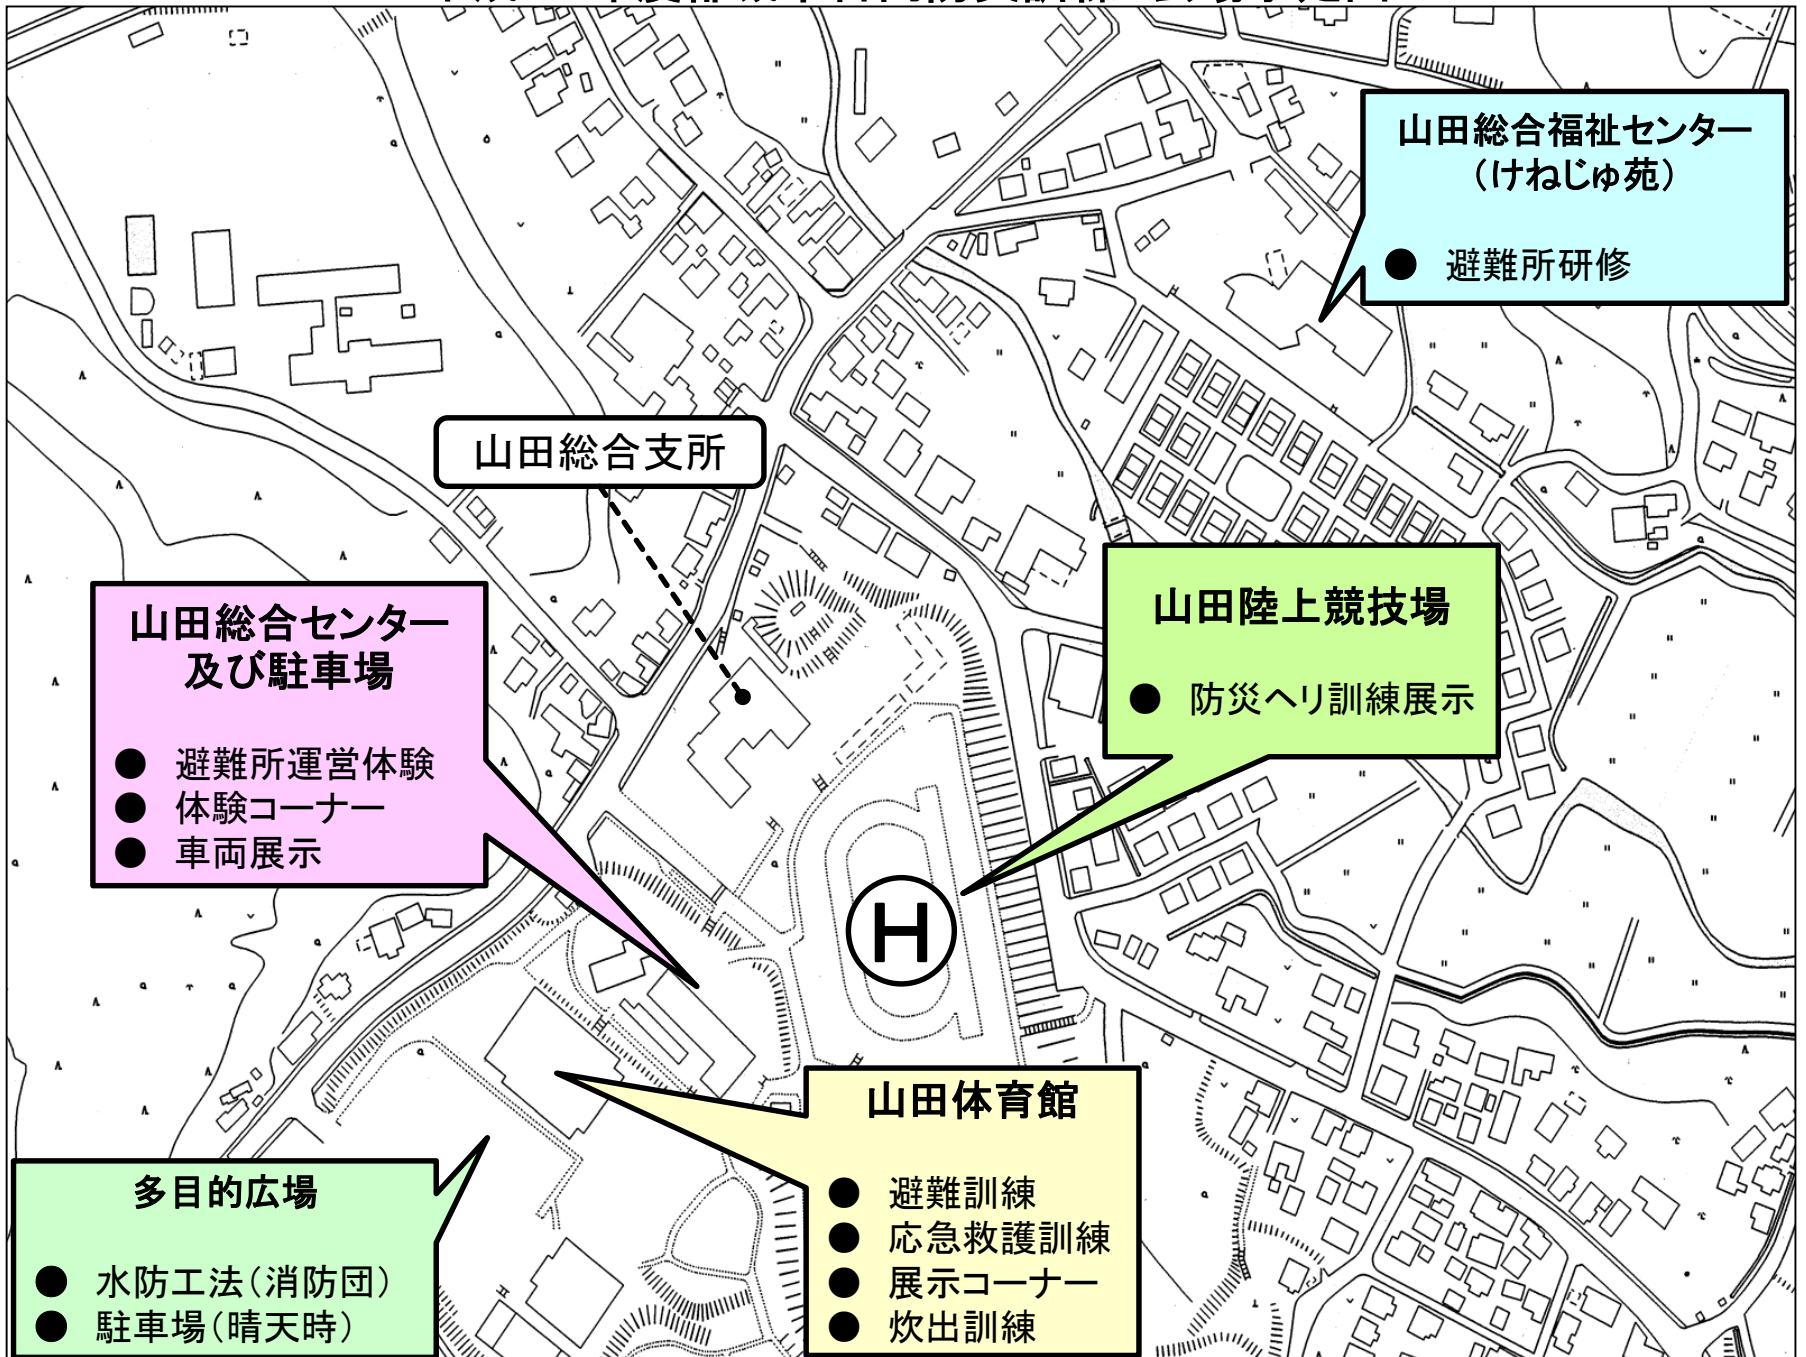 山田総合福祉センター
（けねじゅ苑）
● 避難所研修
山田総合支所
山田総合センター
及び駐車場
● 避難所運営体験
● 体験コーナー
● 車両展示
山田陸上競技場
● 防災ヘリ訓練展示
H
山田体育館
● 避難訓練
● 応急救護訓練
● 展示コーナー
● 炊出訓練
多目的広場
● 水防工法（消防団）
● 駐車場（晴天時）